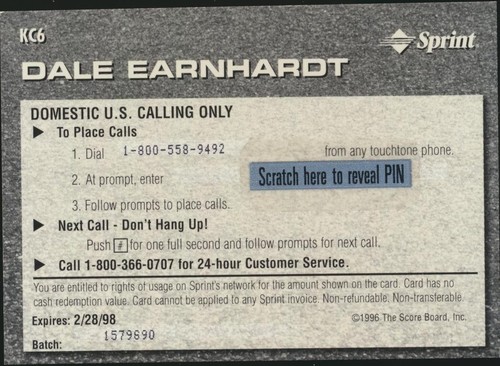 KC6
Sprint
DALE EARNHARDT
DOMESTIC U.S. CALLING ONLY
To Place Calls
1. Dial 1-800-558-9492 from any touchtone phone.
2. At prompt, enter Scratch here to reveal PIN
3. Follow prompts to place calls.
Next Call - Don't Hang Up!
Push # for one full second and follow prompts for next call.
Call 1-800-366-0707 for 24-hour Customer Service.
You are entitled to rights of usage on Sprint's network for the amount shown on the card. Card has no
cash redemption value. Card cannot be applied to any Sprint invoice. Non-refundable. Non-transferable.
Expires: 2/28/98 ©1996 The Score Board, Inc.
Batch: 1579890